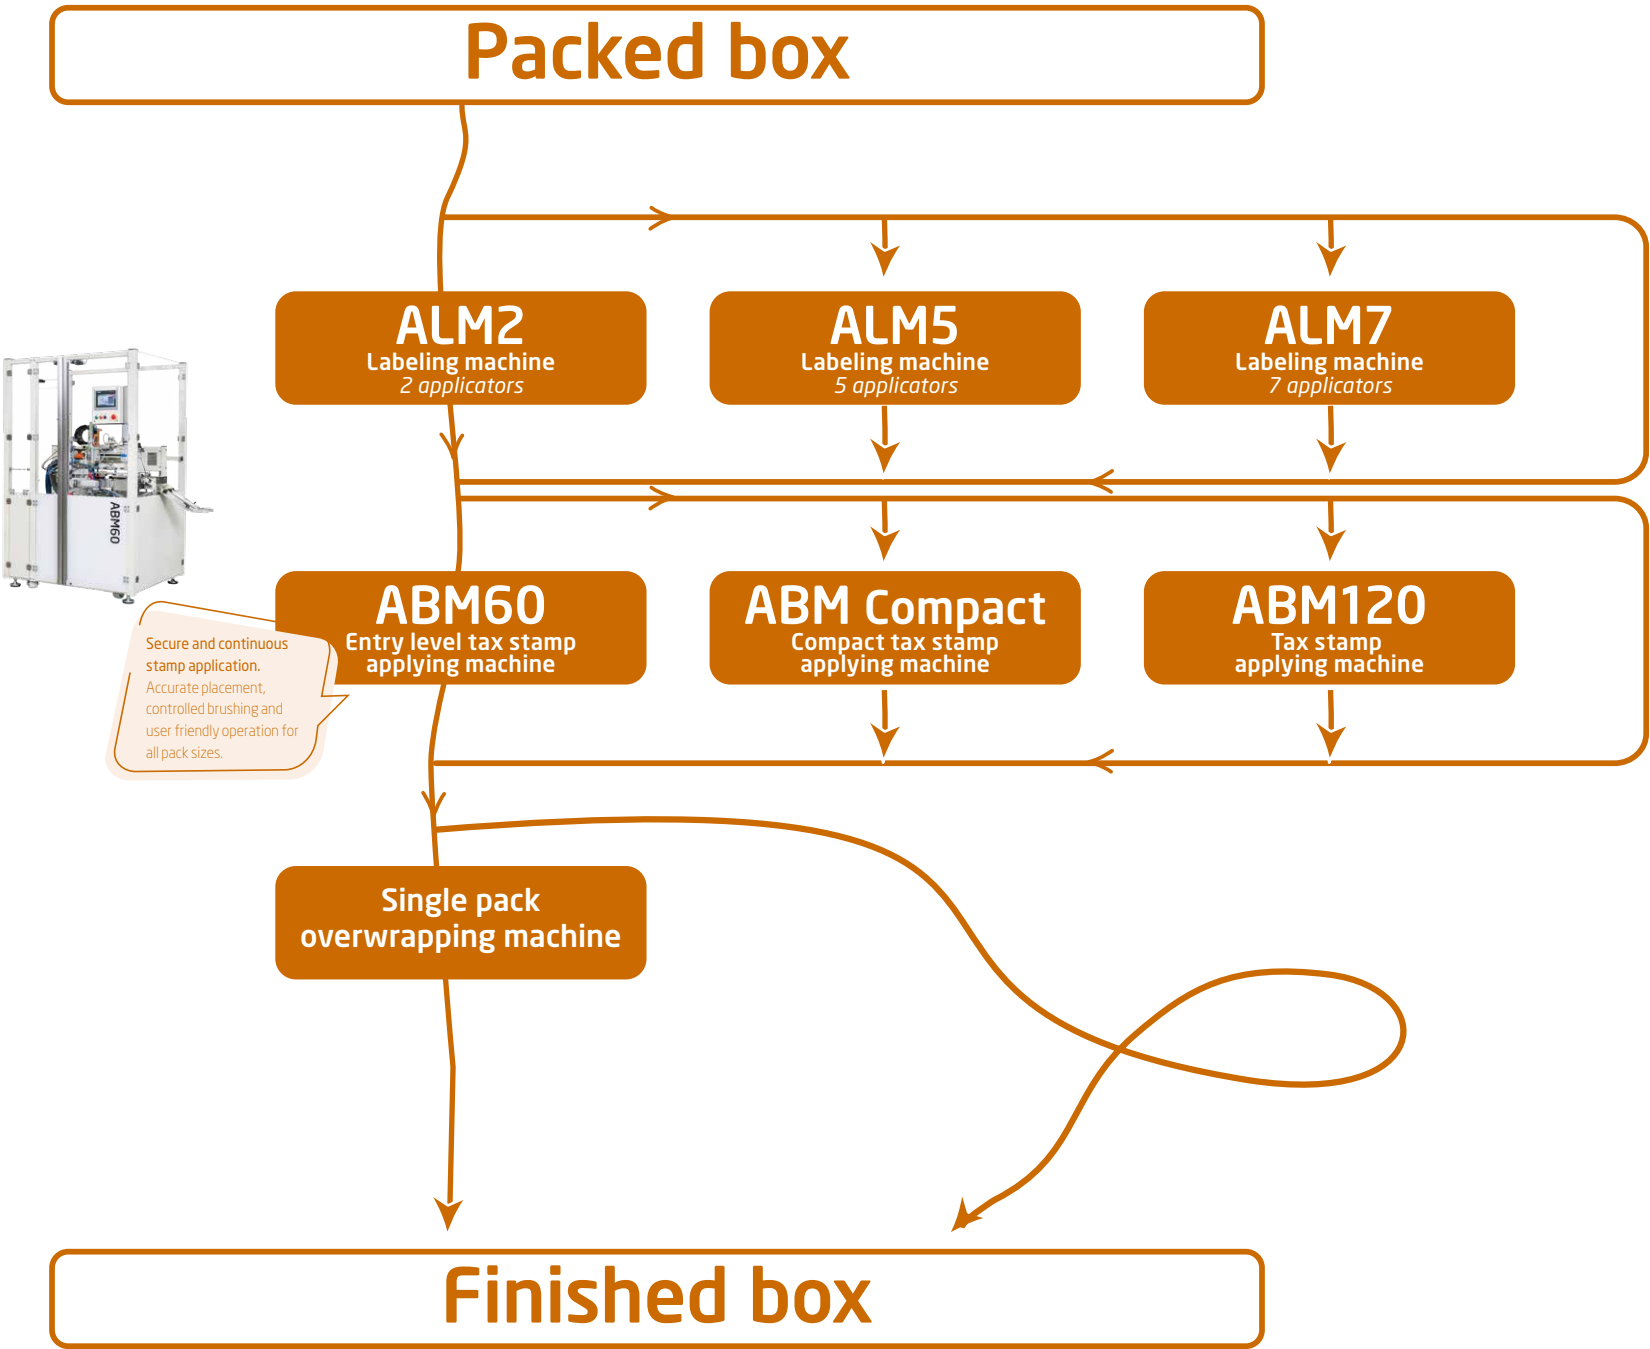 Packed box
ALM2
Labeling machine
2 applicators
ALM5
Labeling machine
5 applicators
ALM7
Labeling machine
7 applicators
ABM60
ABM60
Entry level tax stamp
applying machine
ABM Compact
Compact tax stamp
applying machine
ABM120
Tax stamp
applying machine
Secure and continuous
stamp application.
Accurate placement,
controlled brushing and
user friendly operation for
all pack sizes.
Single pack
overwrapping machine
Finished box